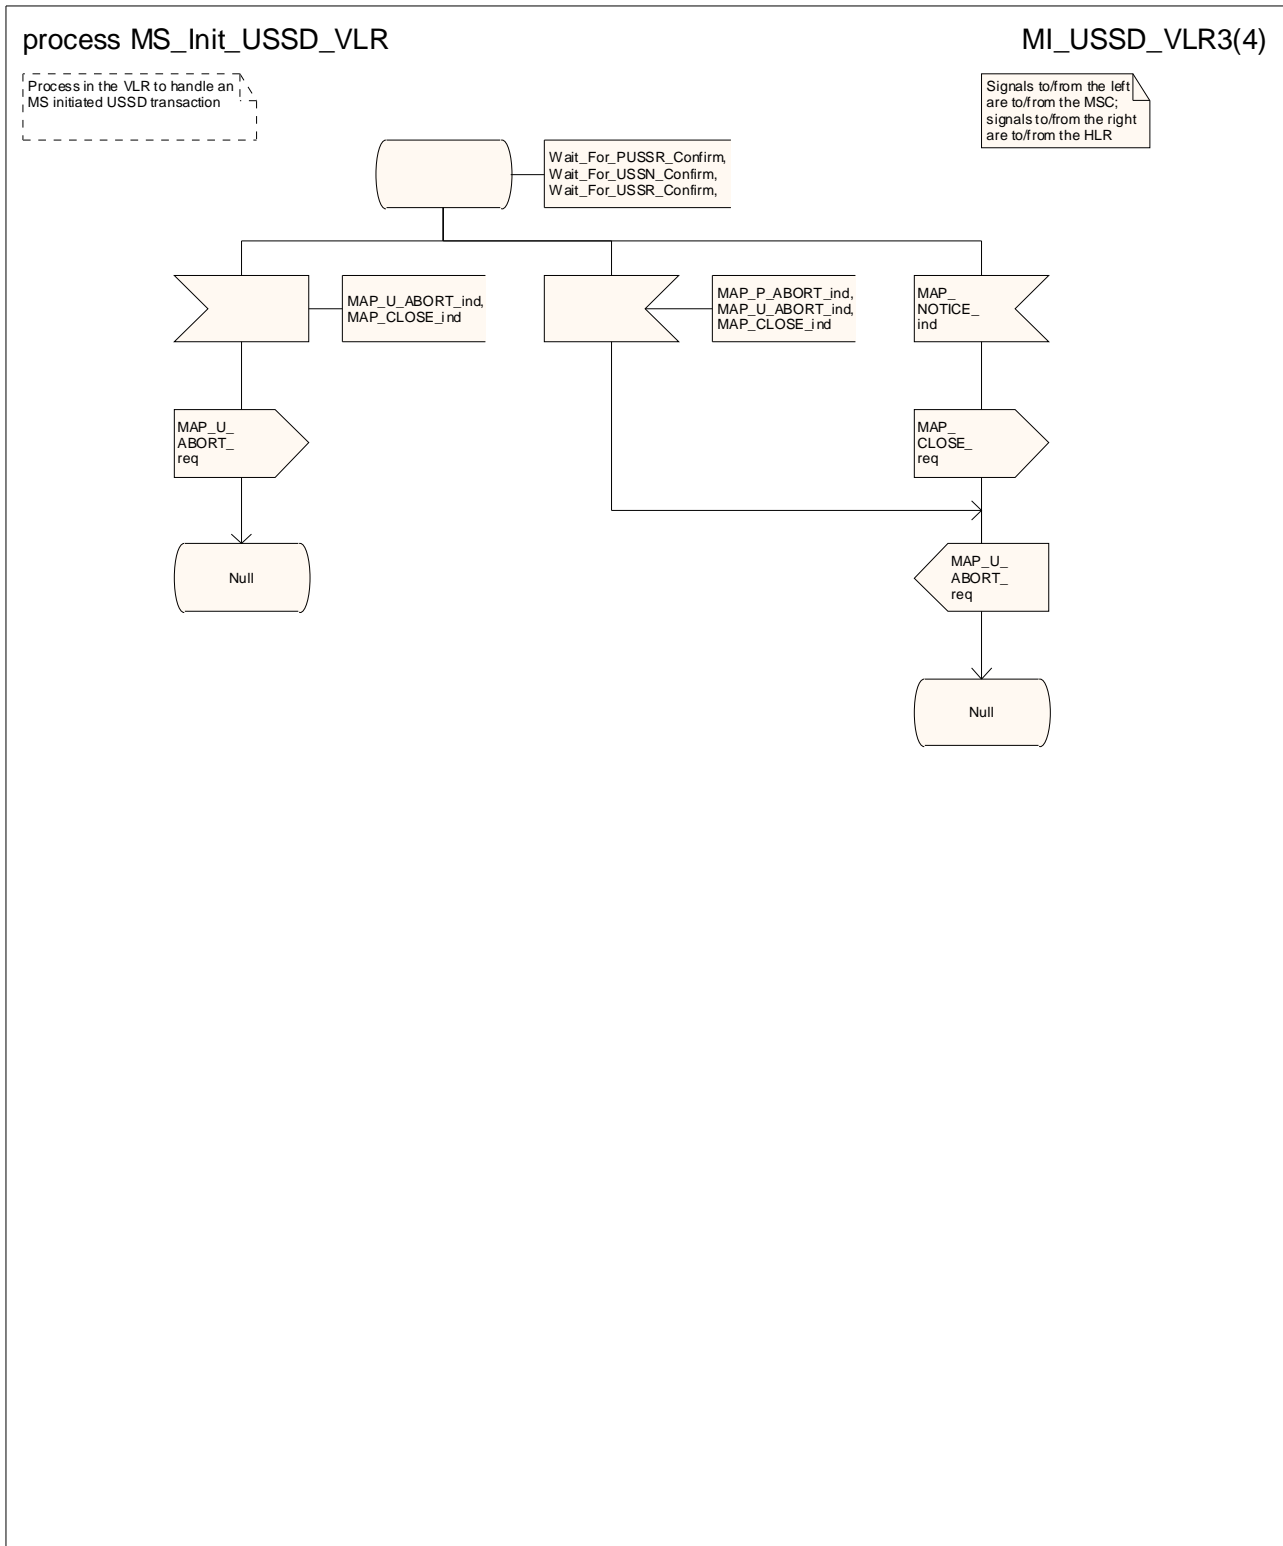 process MS_Init_USSD_VLR
MI_USSD_VLR3(4)
Process in the VLR to handle an
MS initiated USSD transaction
Signals to/from the left
are to/from the MSC;
signals to/from the right
are to/from the HLR
Wait_For_PUSSR_Confirm,
Wait_For_USSN_Confirm,
Wait_For_USSR_Confirm,
MAP_U_ABORT_ind,
MAP_CLOSE_ind
MAP_P_ABORT_ind,
MAP_U_ABORT_ind,
MAP_CLOSE_ind
MAP_
NOTICE_
ind
MAP_U_
ABORT_
req
MAP_
CLOSE_
req
Null
MAP_U_
ABORT_
req
Null